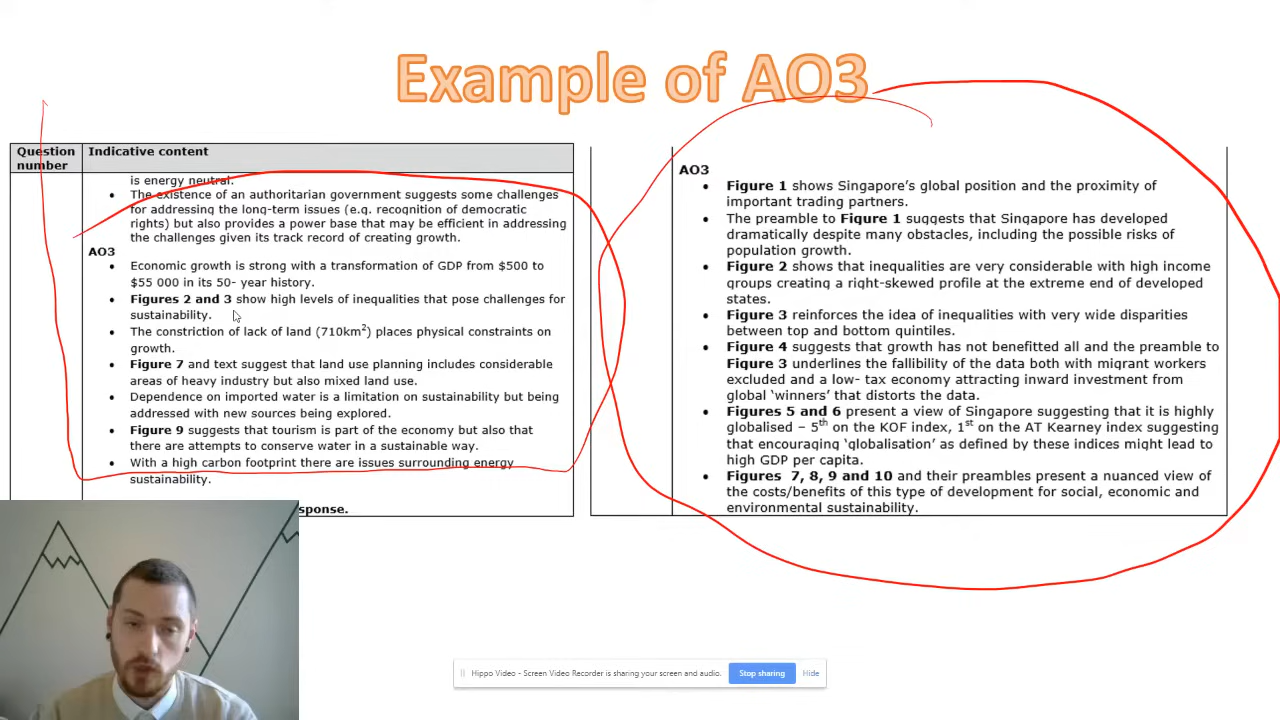 Example of AO3
Question number
Indicative content
is energy neutral.
• The existence of an authoritarian government suggests some challenges
for addressing the long-term issues (e.g. recognition of democratic
rights) but also provides a power base that may be efficient in addressing
the challenges given its track record of creating growth.
AO3
• Economic growth is strong with a transformation of GDP from $500 to
$55 000 in its 50- year history.
• Figures 2 and 3 show high levels of inequalities that pose challenges for
sustainability.
• The constriction of lack of land (710km²) places physical constraints on
growth.
• Figure 7 and text suggest that land use planning includes considerable
areas of heavy industry but also mixed land use.
• Dependence on imported water is a limitation on sustainability but being
addressed with new sources being explored.
• Figure 9 suggests that tourism is part of the economy but also that
there are attempts to conserve water in a sustainable way.
• With a high carbon footprint there are issues surrounding energy
sustainability.
sponse.
AO3
• Figure 1 shows Singapore's global position and the proximity of
important trading partners.
• The preamble to Figure 1 suggests that Singapore has developed
dramatically despite many obstacles, including the possible risks of
population growth.
• Figure 2 shows that inequalities are very considerable with high income
groups creating a right-skewed profile at the extreme end of developed
states.
• Figure 3 reinforces the idea of inequalities with very wide disparities
between top and bottom quintiles.
• Figure 4 suggests that growth has not benefitted all and the preamble to
Figure 3 underlines the fallibility of the data both with migrant workers
excluded and a low- tax economy attracting inward investment from
global 'winners' that distorts the data.
• Figures 5 and 6 present a view of Singapore suggesting that it is highly
globalised – 5th on the KOF index, 1st on the AT Kearney index suggesting
that encouraging 'globalisation' as defined by these indices might lead to
high GDP per capita.
• Figures 7, 8, 9 and 10 and their preambles present a nuanced view of
the costs/benefits of this type of development for social, economic and
environmental sustainability.
Hippo Video - Screen Video Recorder is sharing your screen and audio. Stop sharing Hide